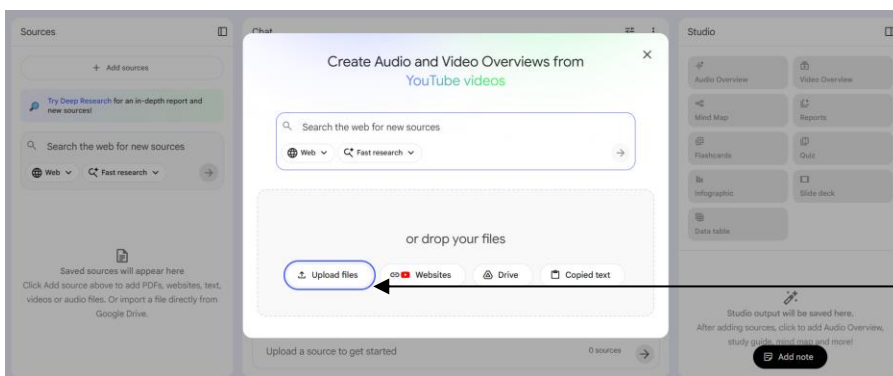 Sources
+ Add sources
Try Deep Research for an in-depth report and
new sources!
Search the web for new sources
Web
Fast research
Saved sources will appear here
Click Add source above to add PDFs, websites, text,
videos or audio files. Or import a file directly from
Google Drive.
Chat
Create Audio and Video Overviews from
YouTube videos
Search the web for new sources
Web
Fast research
or drop your files
Upload files
Websites
Drive
Copied text
Upload a source to get started
0 sources
Studio
Audio Overview
Video Overview
Mind Map
Reports
Flashcards
Quiz
Infographic
Slide deck
Data table
Studio output will be saved here.
After adding sources, click to add Audio Overview,
study guide, mind map and more!
Add note